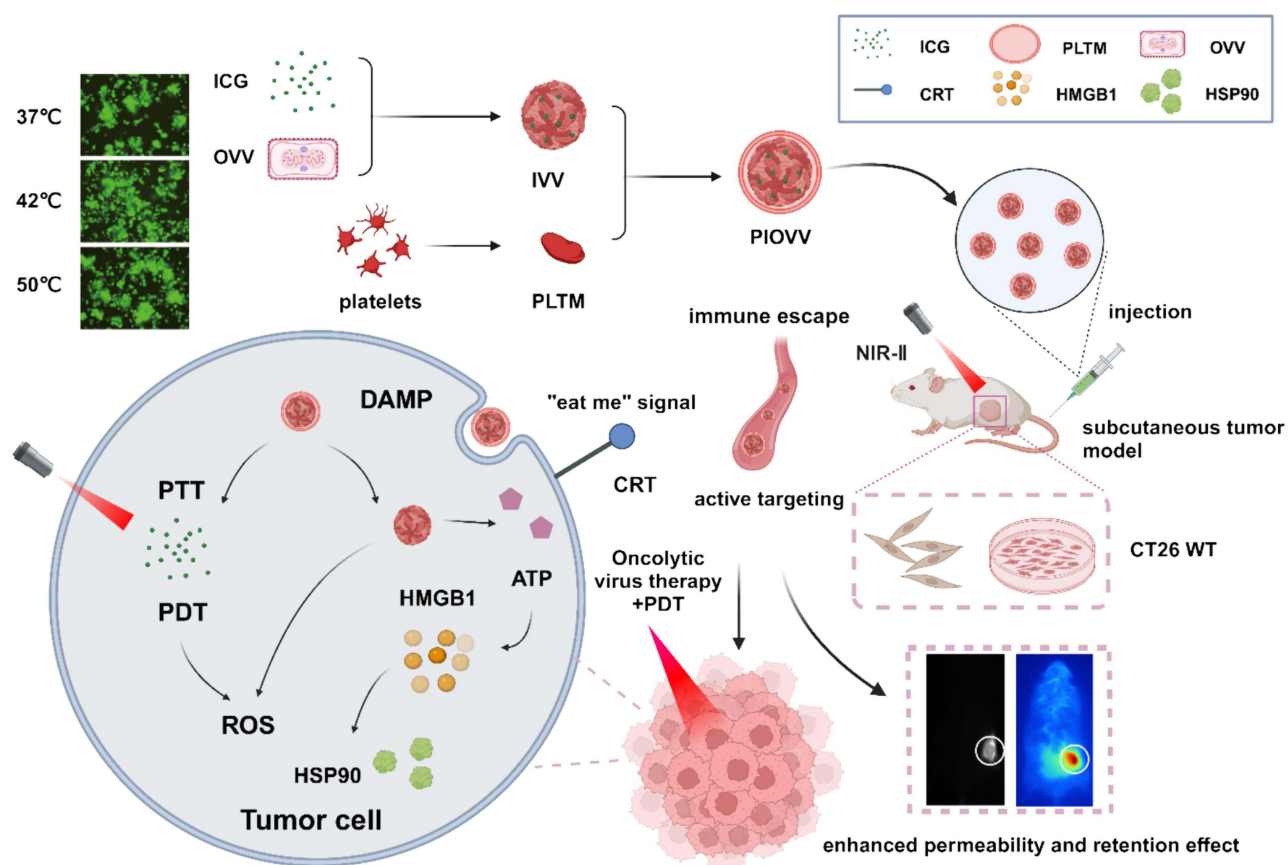 37℃
42℃
50℃
ICG
OVV
IVV
platelets
PLTM
PIOVV
ICG
PLTM
OVV
CRT
HMGB1
HSP90
injection
NIR-Ⅱ
subcutaneous tumor
model
CT26 WT
immune escape
active targeting
DAMP
"eat me" signal
CRT
PTT
PDT
ROS
ATP
HMGB1
HSP90
Tumor cell
Oncolytic
virus therapy
+PDT
enhanced permeability and retention effect